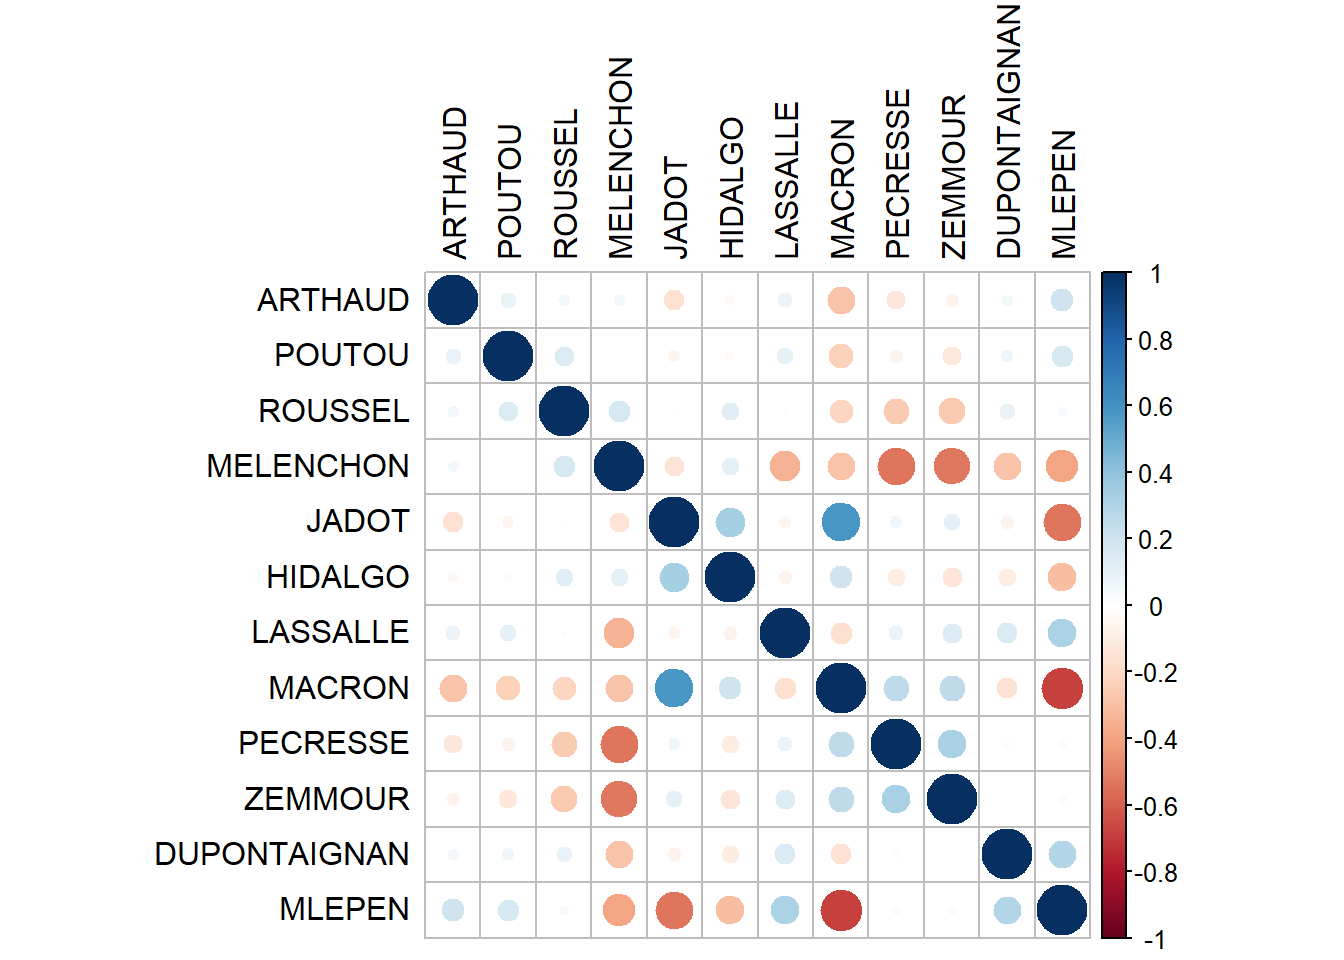 ARTHAUD
POUTOU
ROUSSEL
MELENCHON
JADOT
HIDALGO
LASSALLE
MACRON
PECRESSE
ZEMMOUR
DUPONTAIGNAN
MLEPEN
ARTHAUD
POUTOU
ROUSSEL
MELENCHON
JADOT
HIDALGO
LASSALLE
MACRON
PECRESSE
ZEMMOUR
DUPONTAIGNAN
MLEPEN
1
0.8
0.6
0.4
0.2
0
-0.2
-0.4
-0.6
-0.8
-1